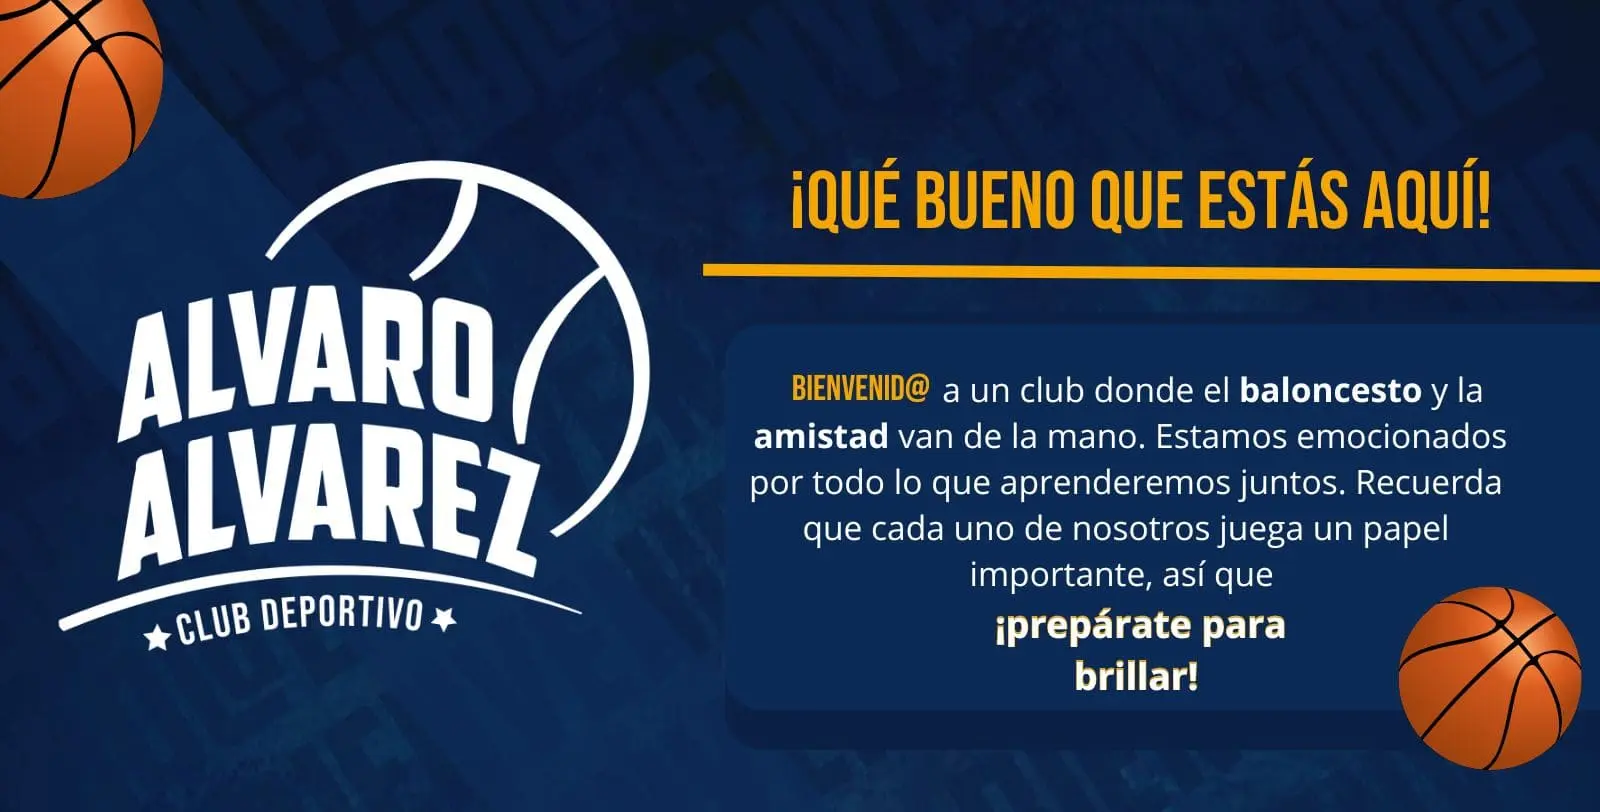 ALVARO
ALVAREZ
CLUB DEPORTIVO
¡QUÉ BUENO QUE ESTÁS AQUÍ!
BIENVENID@ a un club donde el baloncesto y la
amistad van de la mano. Estamos emocionados
por todo lo que aprenderemos juntos. Recuerda
que cada uno de nosotros juega un papel
importante, así que
¡prepárate para
brillar!